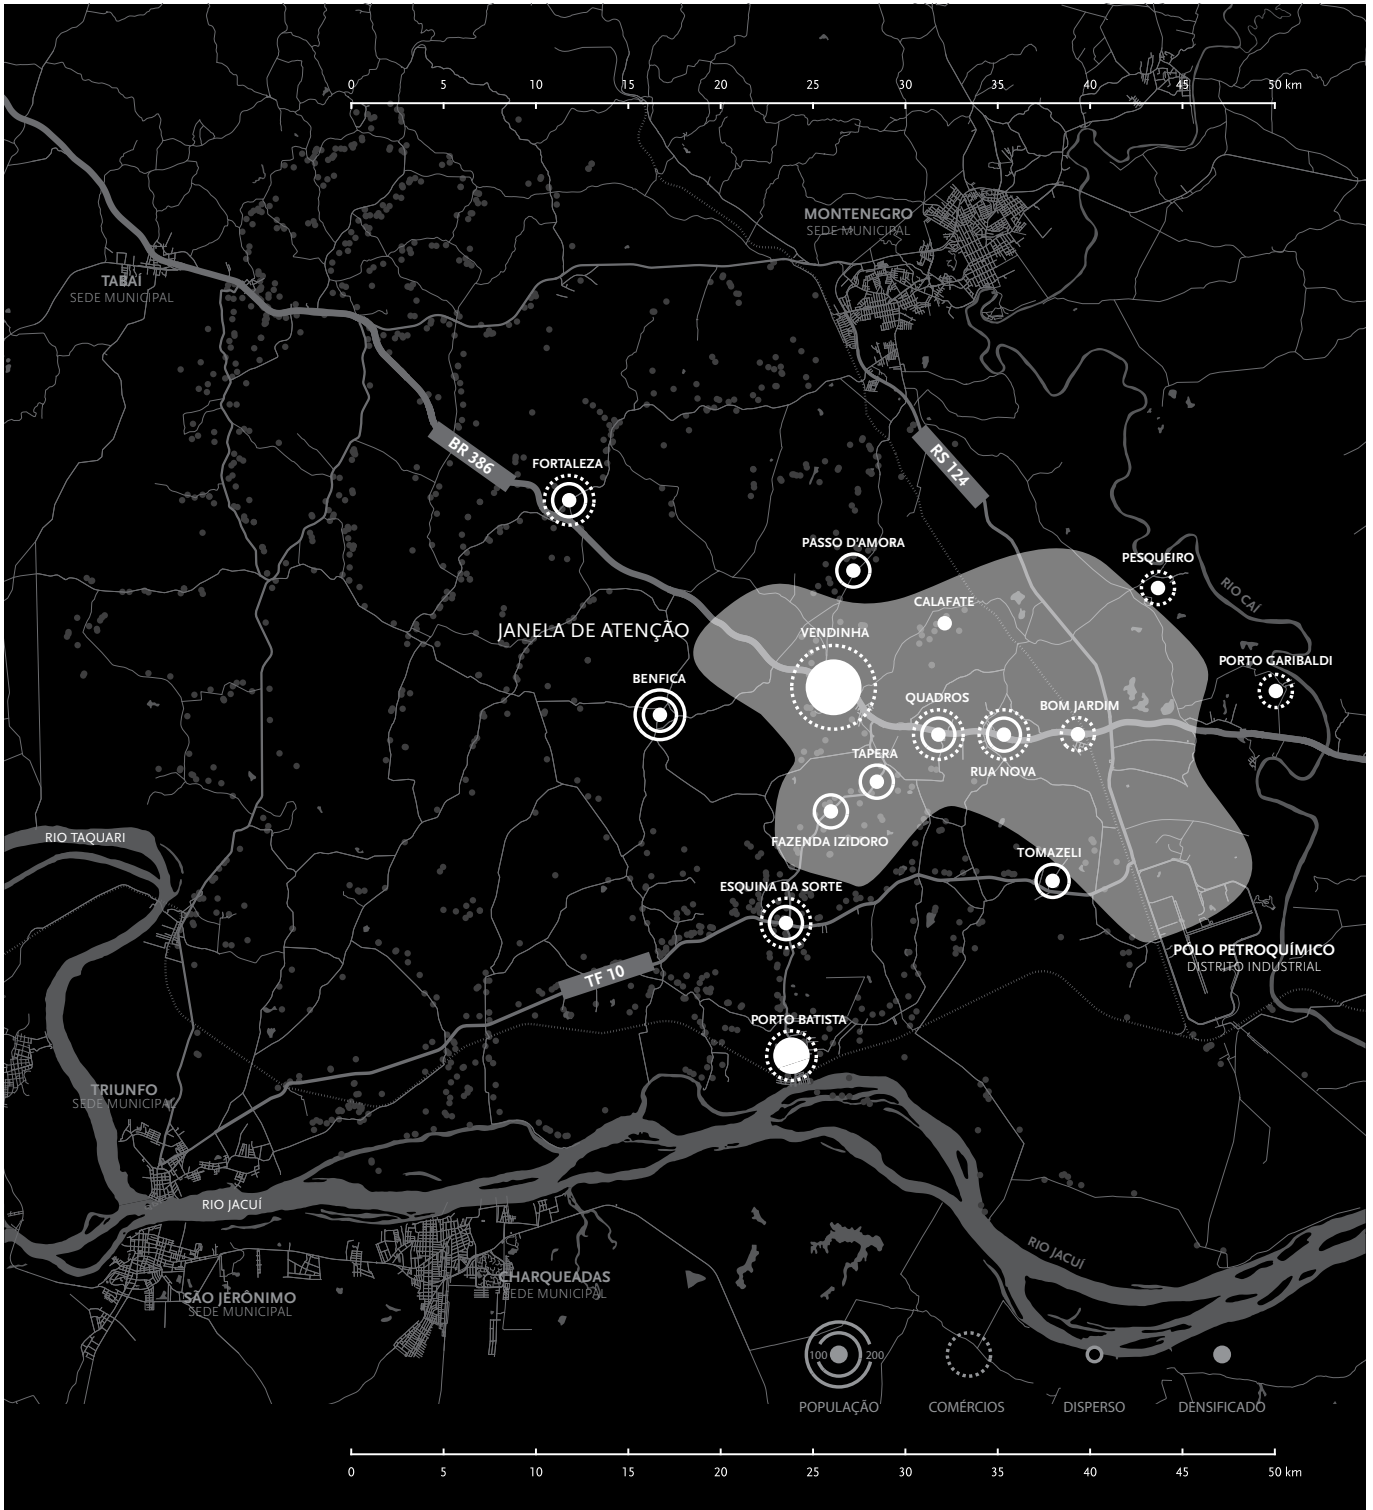 0 5 10 15 20 25 30 35 40 45 50 km
MONTENEGRO
SEDE MUNICIPAL
TABAÍ
SEDE MUNICIPAL
BR 386
RS 124
FORTALEZA
PASSO D'AMORA
PESQUEIRO
RIO CAÍ
CALAFATE
JANELA DE ATENÇÃO
VENDINHA
PORTO GARIBALDI
BENFICA
QUADROS
BOM JARDIM
TAPERA
RUA NOVA
RIO TAQUARI
FAZENDA IZIDORO
TOMAZELI
ESQUINA DA SORTE
PÓLO PETROQUÍMICO
DISTRITO INDUSTRIAL
TF 10
PORTO BATISTA
TRIUNFO
SEDE MUNICIPAL
RIO JACUÍ
RIO JACUÍ
CHARQUEADAS
SEDE MUNICIPAL
SÃO JERÔNIMO
SEDE MUNICIPAL
100 200
POPULAÇÃO COMÉRCIOS DISPERSO DENSIFICADO
0 5 10 15 20 25 30 35 40 45 50 km